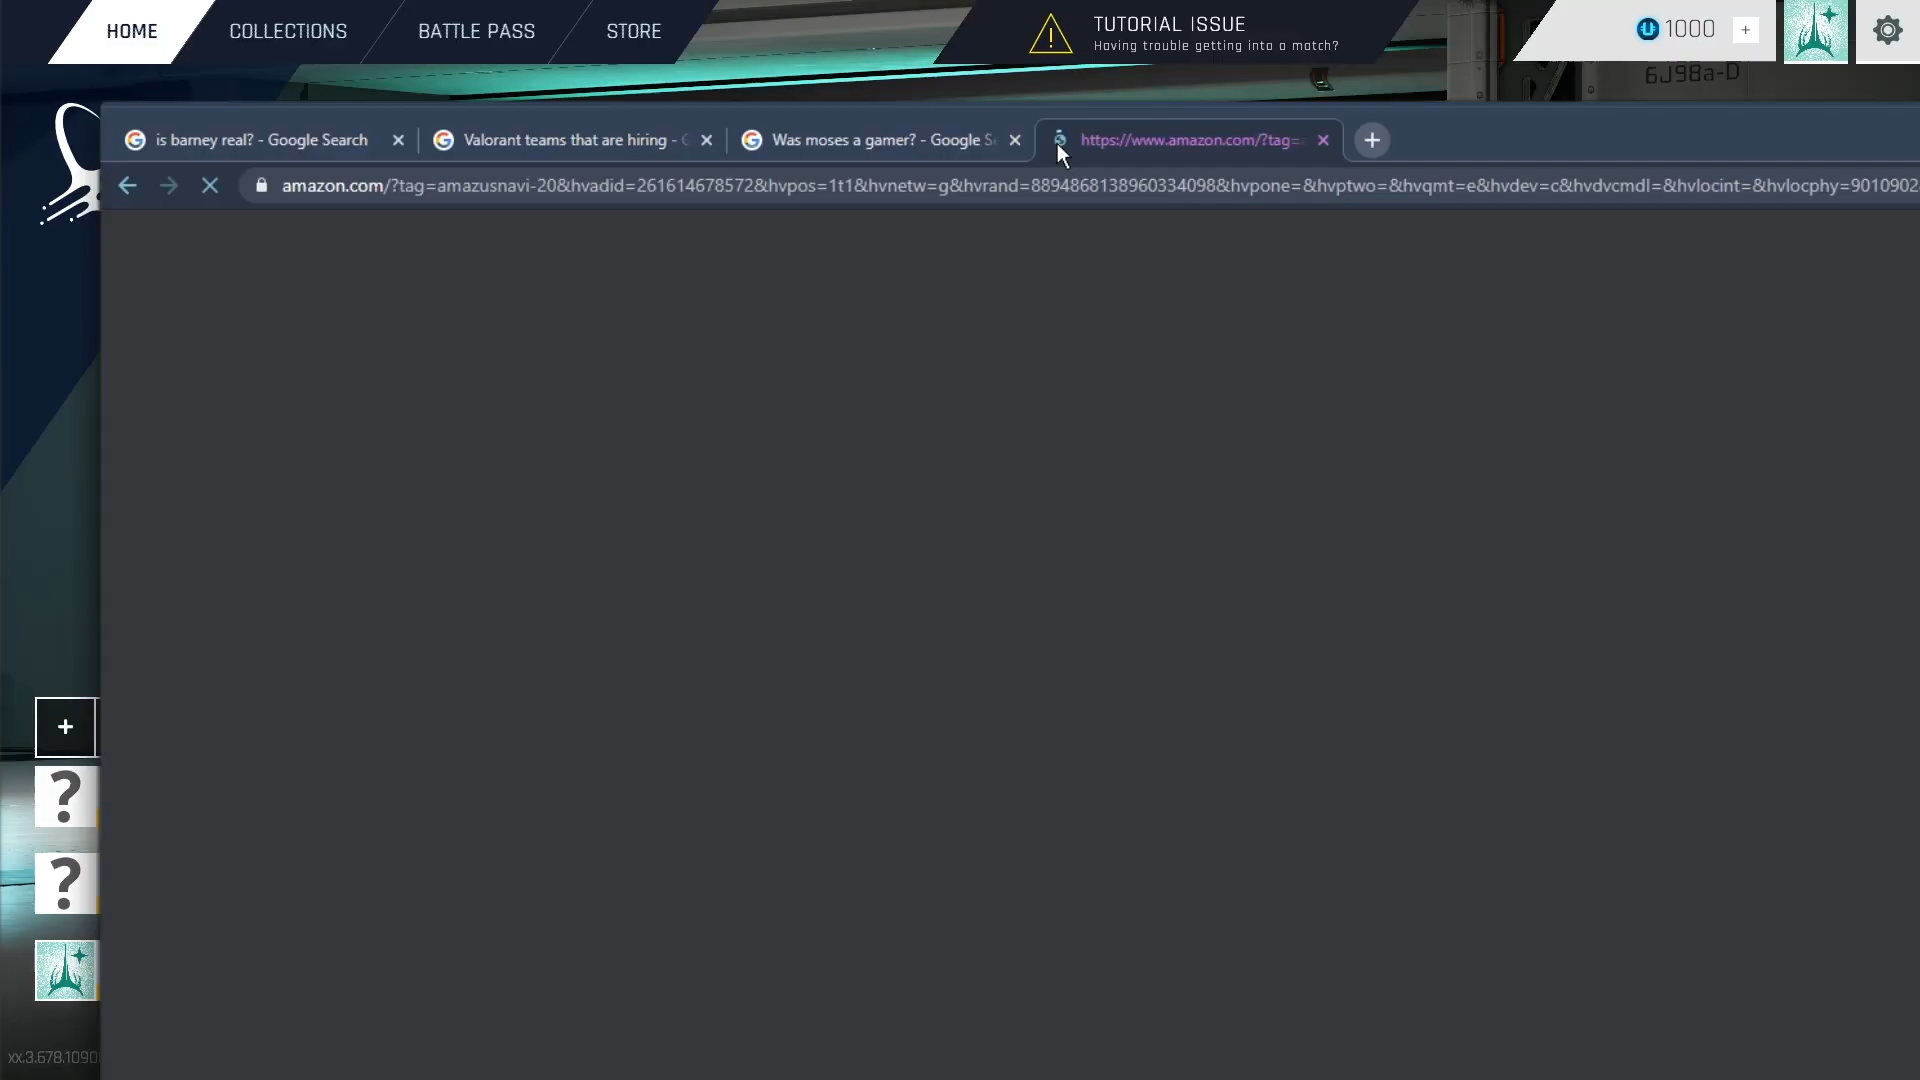 HOME
COLLECTIONS
BATTLE PASS
STORE
TUTORIAL ISSUE
Having trouble getting into a match?
1000
+
6J98a-D
is barney real? - Google Search
Valorant teams that are hiring -
Was moses a gamer? - Google
https://www.amazon.com/?tag=
+
amazon.com/?tag=amazusnavi-20&hvadid=261614678572&hvpos=1t1&hvnetw=g&hvrand=8894868138960334098&hvpone=&hvptwo=&hvqmt=e&hvdev=c&hvdvcmdl=&hvlocint=&hvlocphy=9010902
+
?
?
xx.3.678.1090